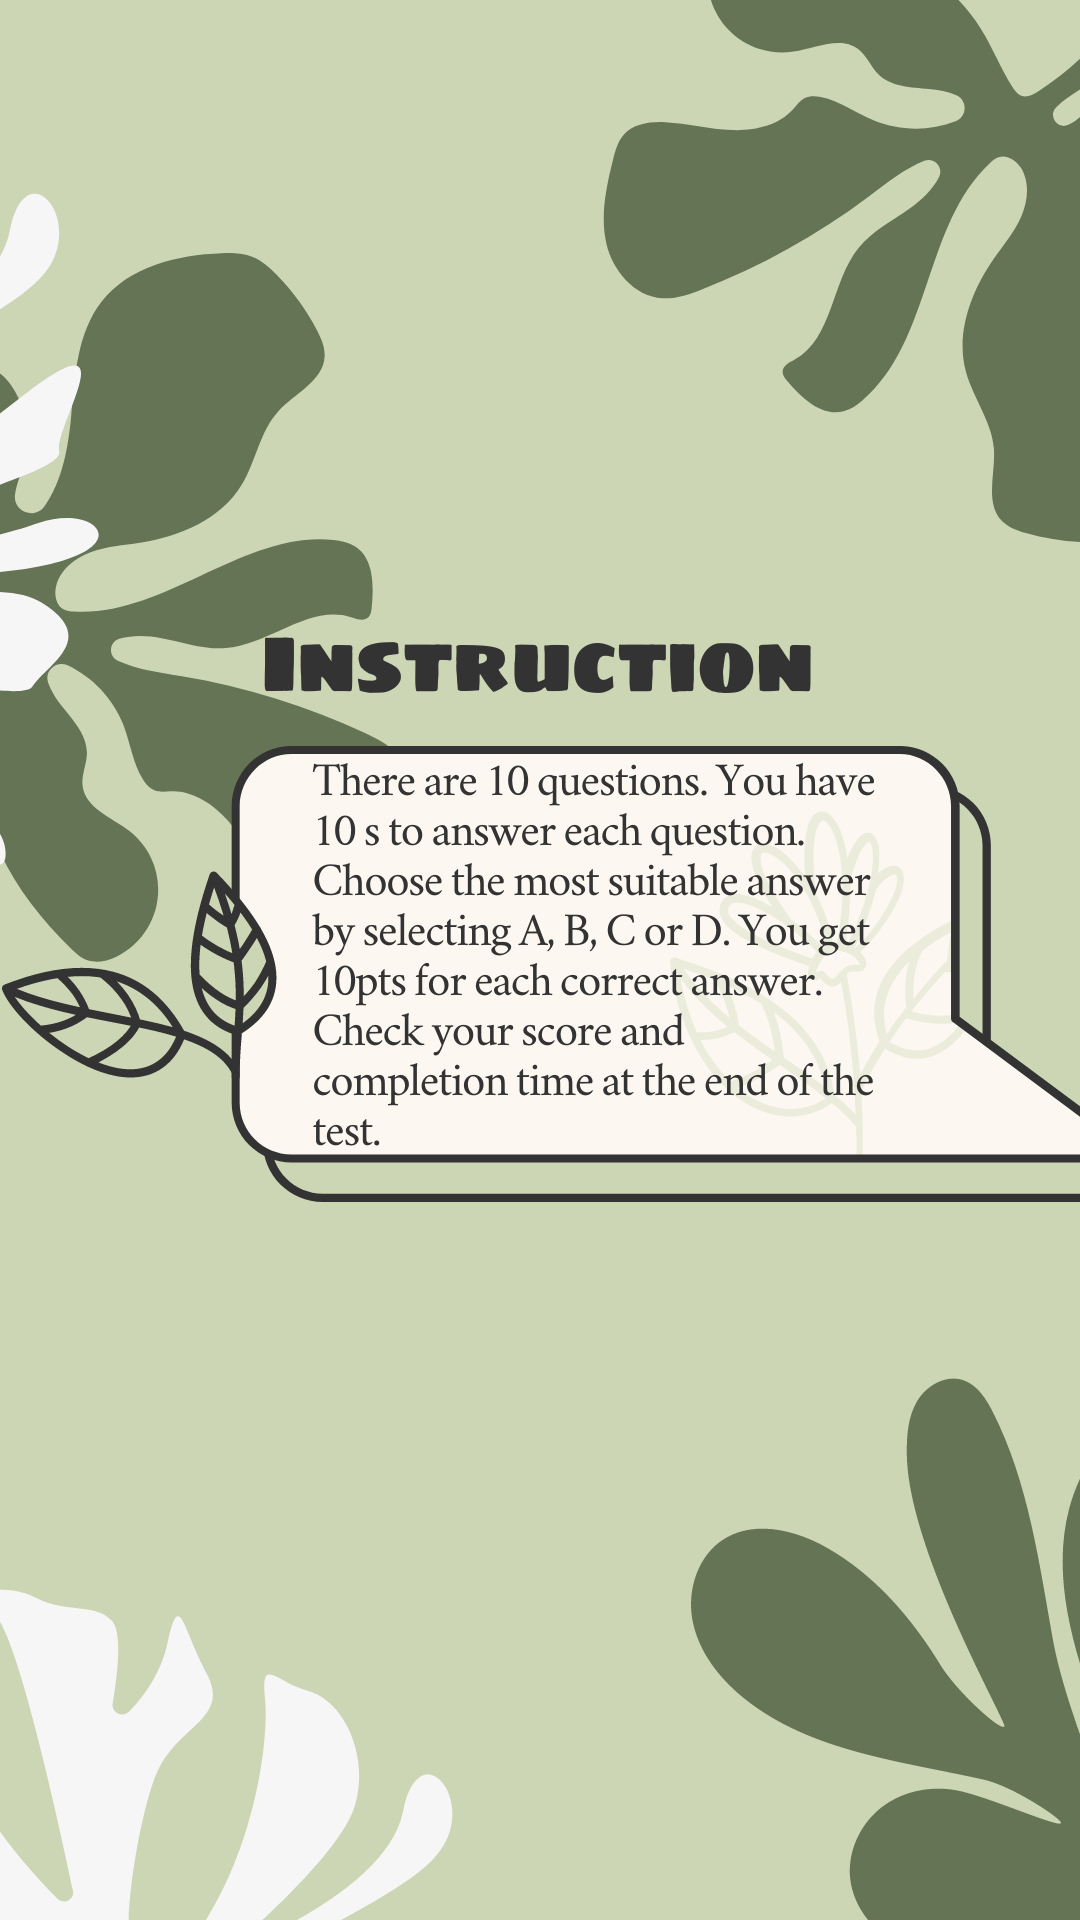 Instruction
There are 10 questions. You have
10 s to answer each question.
Choose the most suitable answer
by selecting A, B, C or D. You get
10pts for each correct answer.
Check your score and
completion time at the end of the
test.